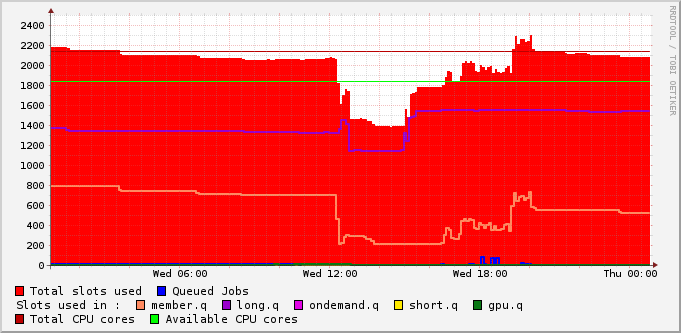 RRDTOOL / TOBI OETIKER
2400
2200
2000
1800
1600
1400
1200
1000
800
600
400
200
0
Wed 06:00 Wed 12:00 Wed 18:00 Thu 00:00
Total slots used Queued Jobs
Slots used in : member.q long.q ondemand.q short.q gpu.q
Total CPU cores Available CPU cores